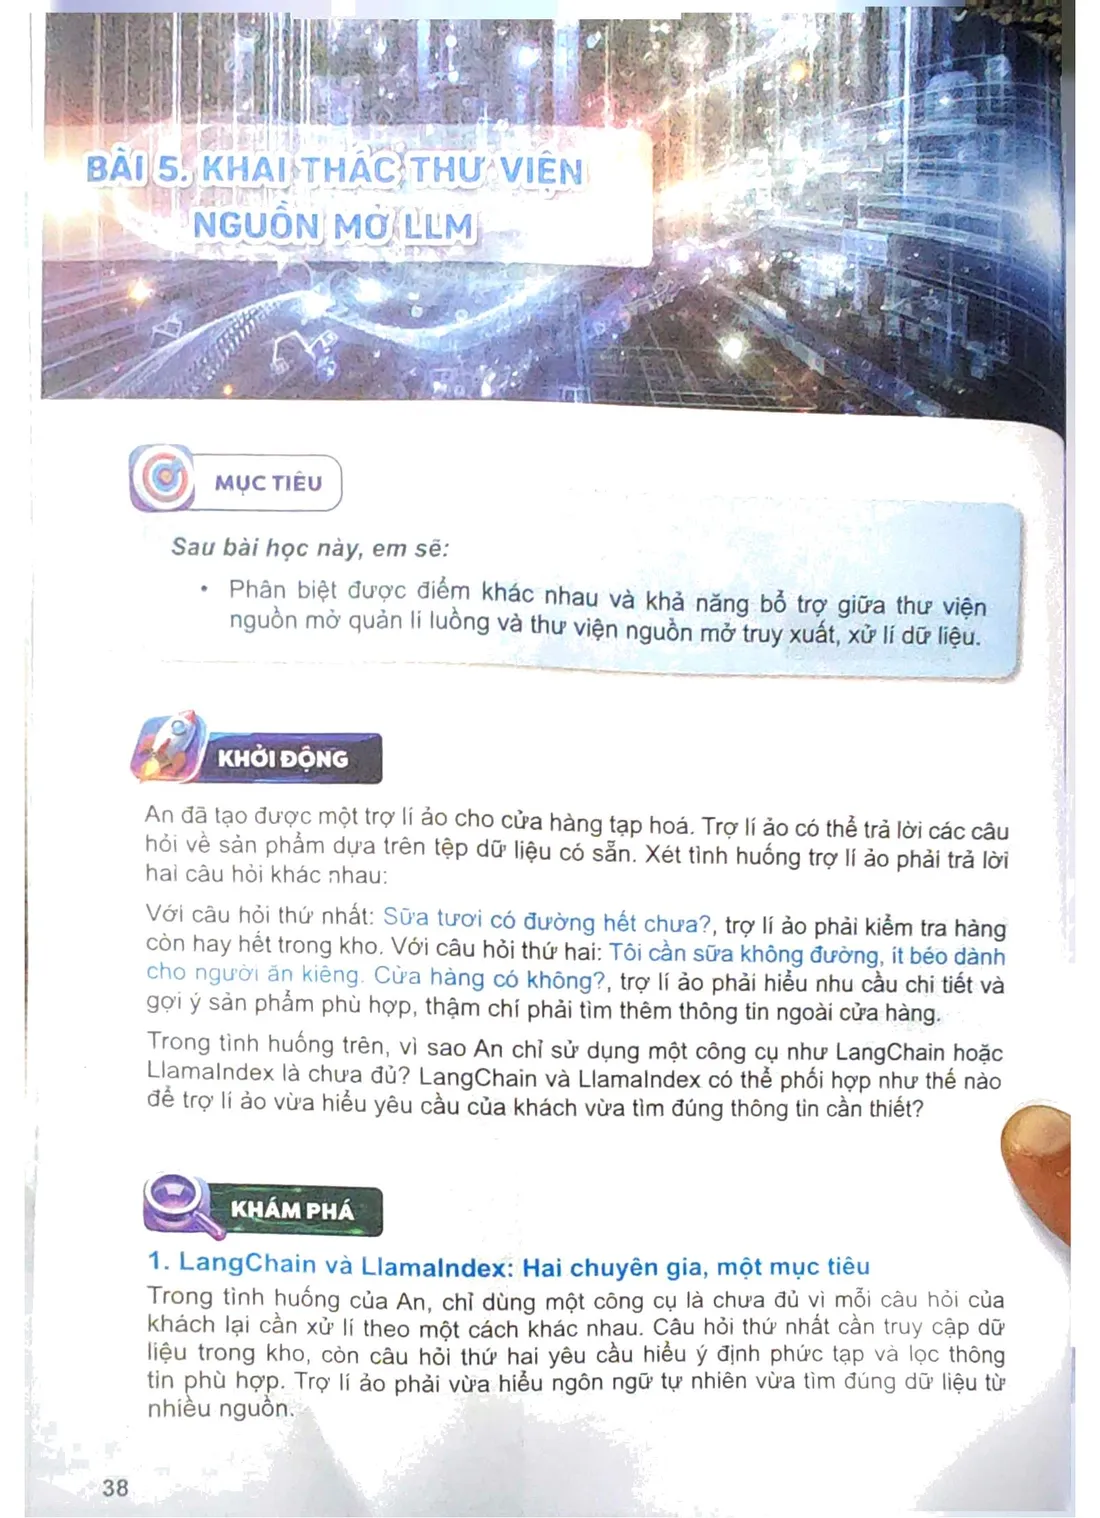 BÀI 5. KHAI THÁC THƯ VIỆN
NGUỒN MỞ LLM
MỤC TIÊU
Sau bài học này, em sẽ:
• Phân biệt được điểm khác nhau và khả năng bổ trợ giữa thư viện
nguồn mở quản lí luồng và thư viện nguồn mở truy xuất, xử lí dữ liệu.
KHỞI ĐỘNG
An đã tạo được một trợ lí ảo cho cửa hàng tạp hoá. Trợ lí ảo có thể trả lời các câu
hỏi về sản phẩm dựa trên tệp dữ liệu có sẵn. Xét tình huống trợ lí ảo phải trả lời
hai câu hỏi khác nhau:
Với câu hỏi thứ nhất: Sữa tươi có đường hết chưa?, trợ lí ảo phải kiểm tra hàng
còn hay hết trong kho. Với câu hỏi thứ hai: Tôi cần sữa không đường, ít béo dành
cho người ăn kiêng. Cửa hàng có không?, trợ lí ảo phải hiểu nhu cầu chi tiết và
gợi ý sản phẩm phù hợp, thậm chí phải tìm thêm thông tin ngoài cửa hàng.
Trong tình huống trên, vì sao An chỉ sử dụng một công cụ như LangChain hoặc
LlamaIndex là chưa đủ? LangChain và LlamaIndex có thể phối hợp như thế nào
để trợ lí ảo vừa hiểu yêu cầu của khách vừa tìm đúng thông tin cần thiết?
KHÁM PHÁ
1. LangChain và LlamaIndex: Hai chuyên gia, một mục tiêu
Trong tình huống của An, chỉ dùng một công cụ là chưa đủ vì mỗi câu hỏi của
khách lại cần xử lí theo một cách khác nhau. Câu hỏi thứ nhất cần truy cập dữ
liệu trong kho, còn câu hỏi thứ hai yêu cầu hiểu ý định phức tạp và lọc thông
tin phù hợp. Trợ lí ảo phải vừa hiểu ngôn ngữ tự nhiên vừa tìm đúng dữ liệu từ
nhiều nguồn.
38